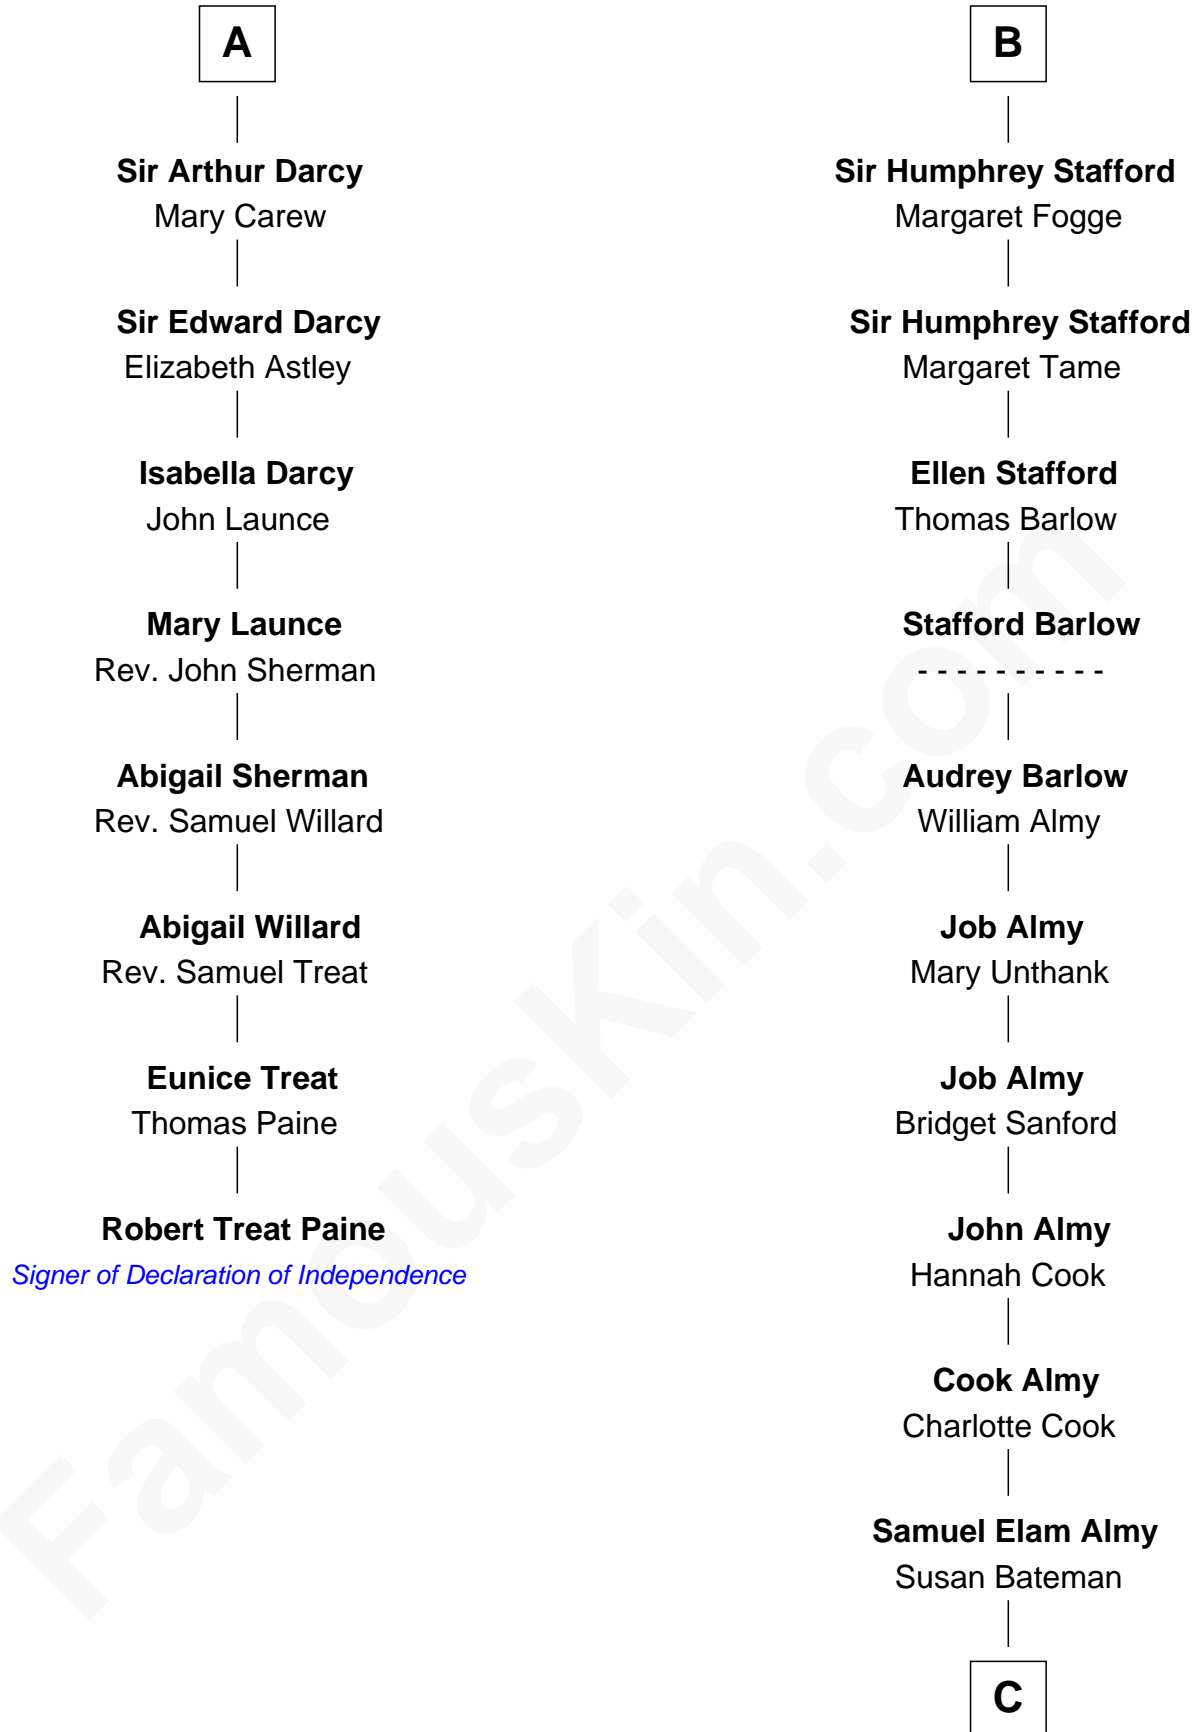 A
Sir Arthur Darcy
Mary Carew
Sir Edward Darcy
Elizabeth Astley
Isabella Darcy
John Launce
Mary Launce
Rev. John Sherman
Abigail Sherman
Rev. Samuel Willard
Abigail Willard
Rev. Samuel Treat
Eunice Treat
Thomas Paine
Robert Treat Paine
Signer of Declaration of Independence
B
Sir Humphrey Stafford
Margaret Fogge
Sir Humphrey Stafford
Margaret Tame
Ellen Stafford
Thomas Barlow
Stafford Barlow
- - - - - - - - - -
Audrey Barlow
William Almy
Job Almy
Mary Unthank
Job Almy
Bridget Sanford
John Almy
Hannah Cook
Cook Almy
Charlotte Cook
Samuel Elam Almy
Susan Bateman
C
FamousKin.com